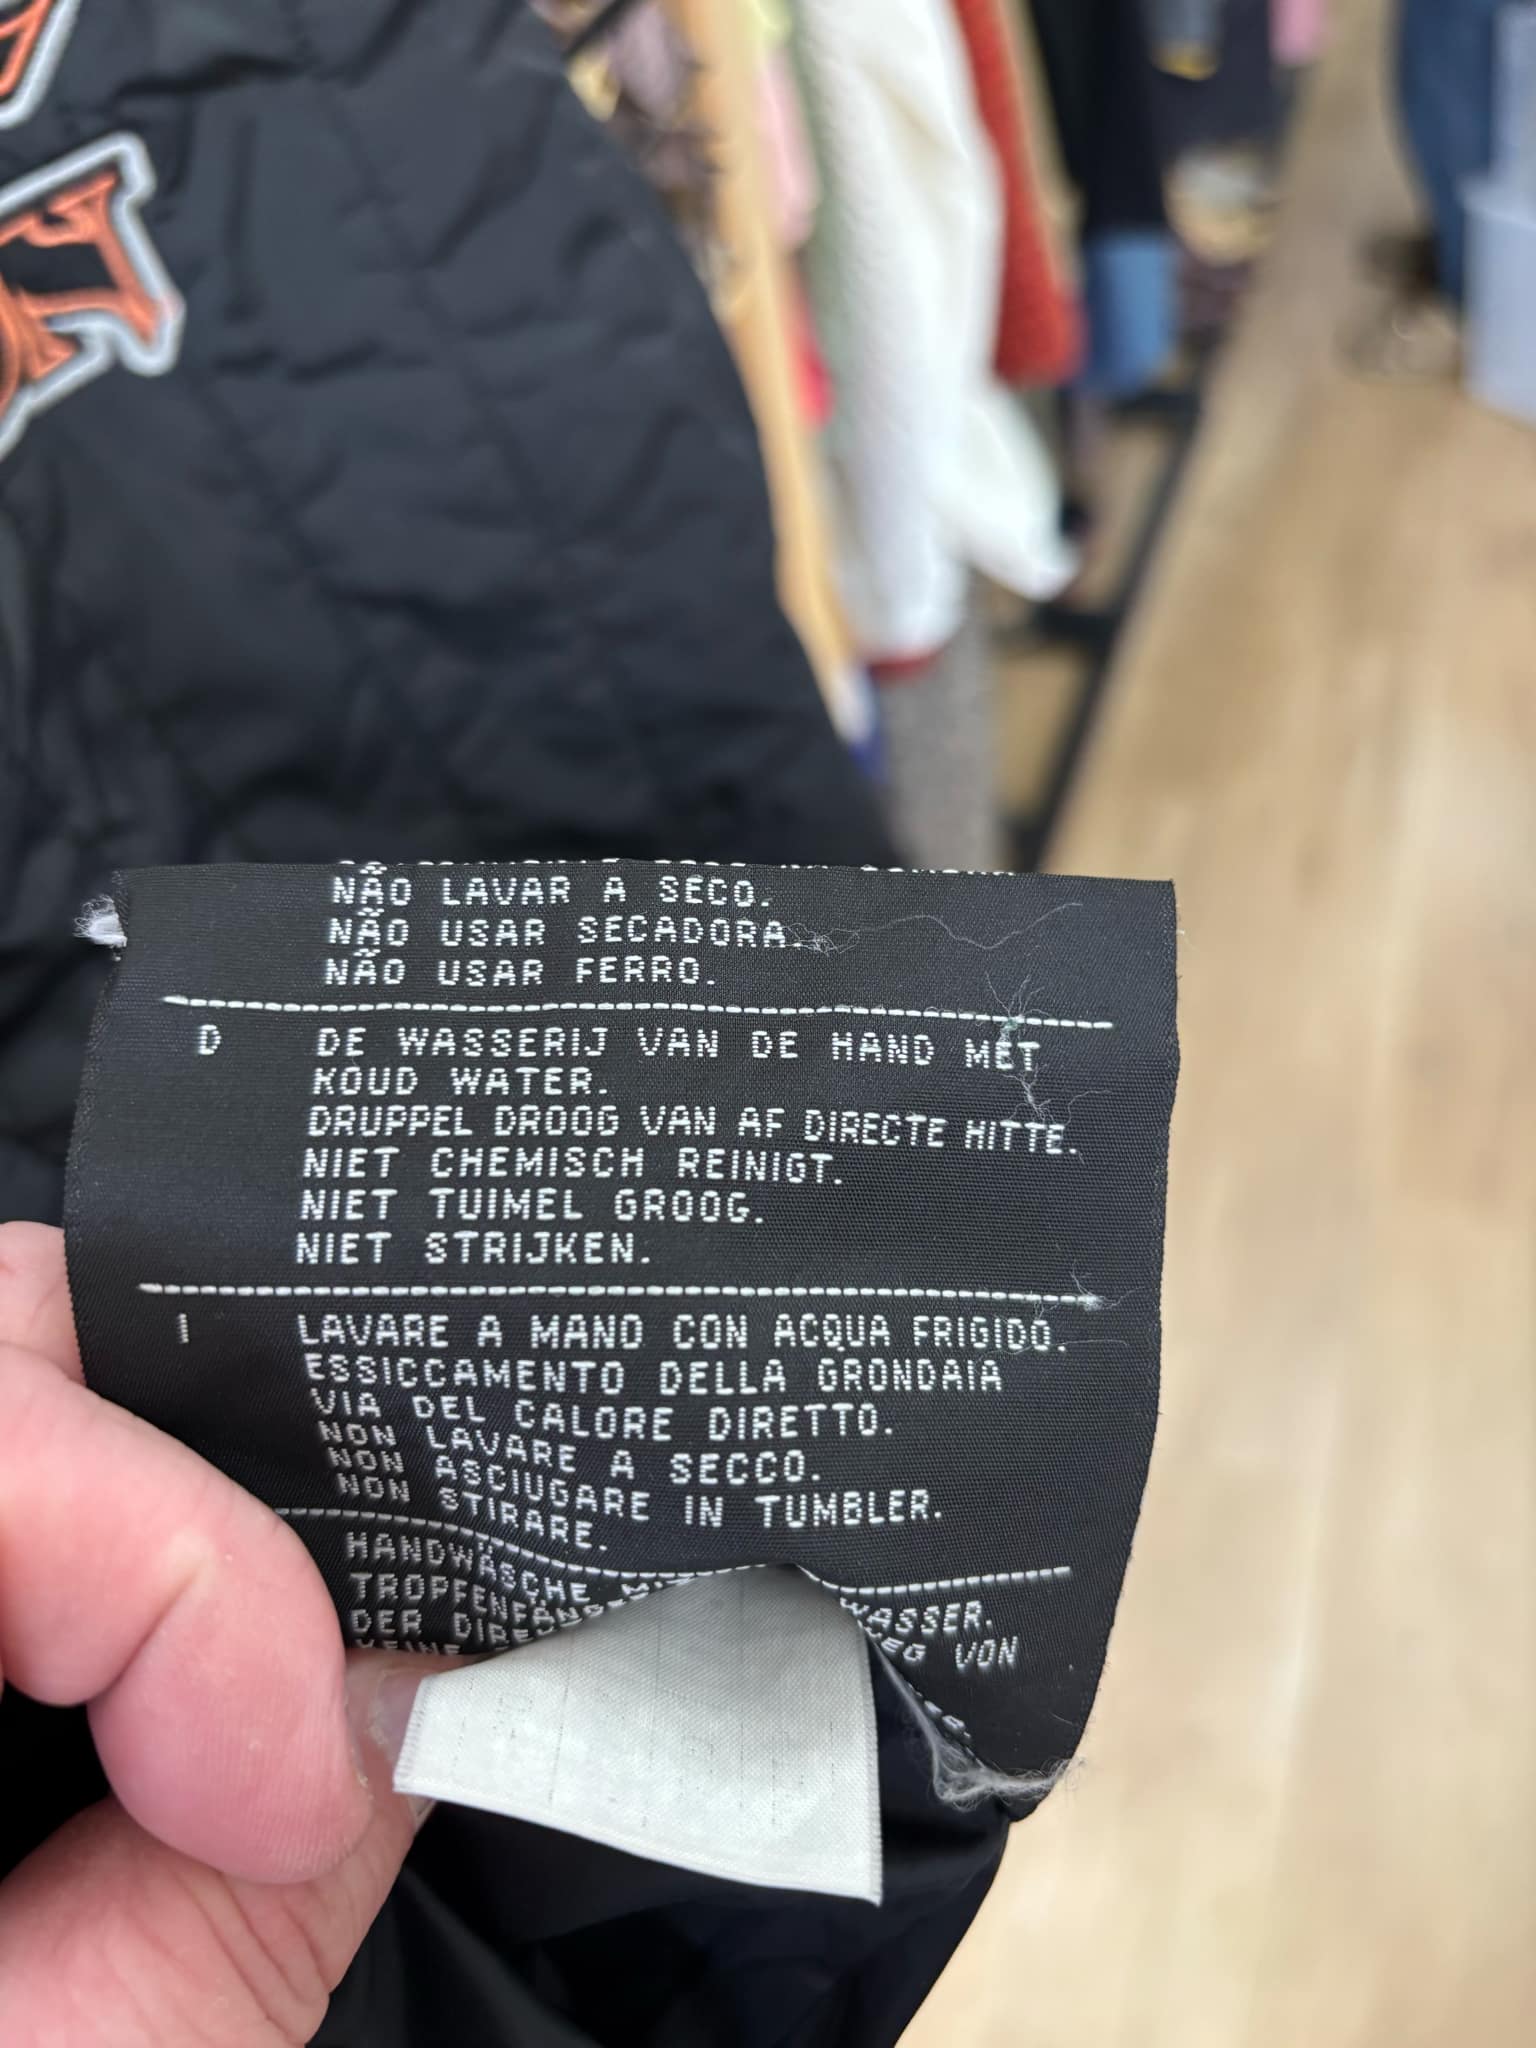 NÃO LAVAR A SECO.
NÃO USAR SECADORA.
NÃO USAR FERRO.
D DE WASSERIJ VAN DE HAND MET
KOUD WATER.
DRUPPEL DROOG VAN AF DIRECTE HITTE.
NIET CHEMISCH REINIGT.
NIET TUIMEL GROOG.
NIET STRIJKEN.
I LAVARE A MANO CON ACQUA FRIGIDO.
ESSICCAMENTO DELLA GRONDAIA
VIA DEL CALORE DIRETTO.
NON LAVARE A SECCO.
NON ASCIUGARE IN TUMBLER.
NON STIRARE.
HANDWÄSCHE WASSER.
VON
DER